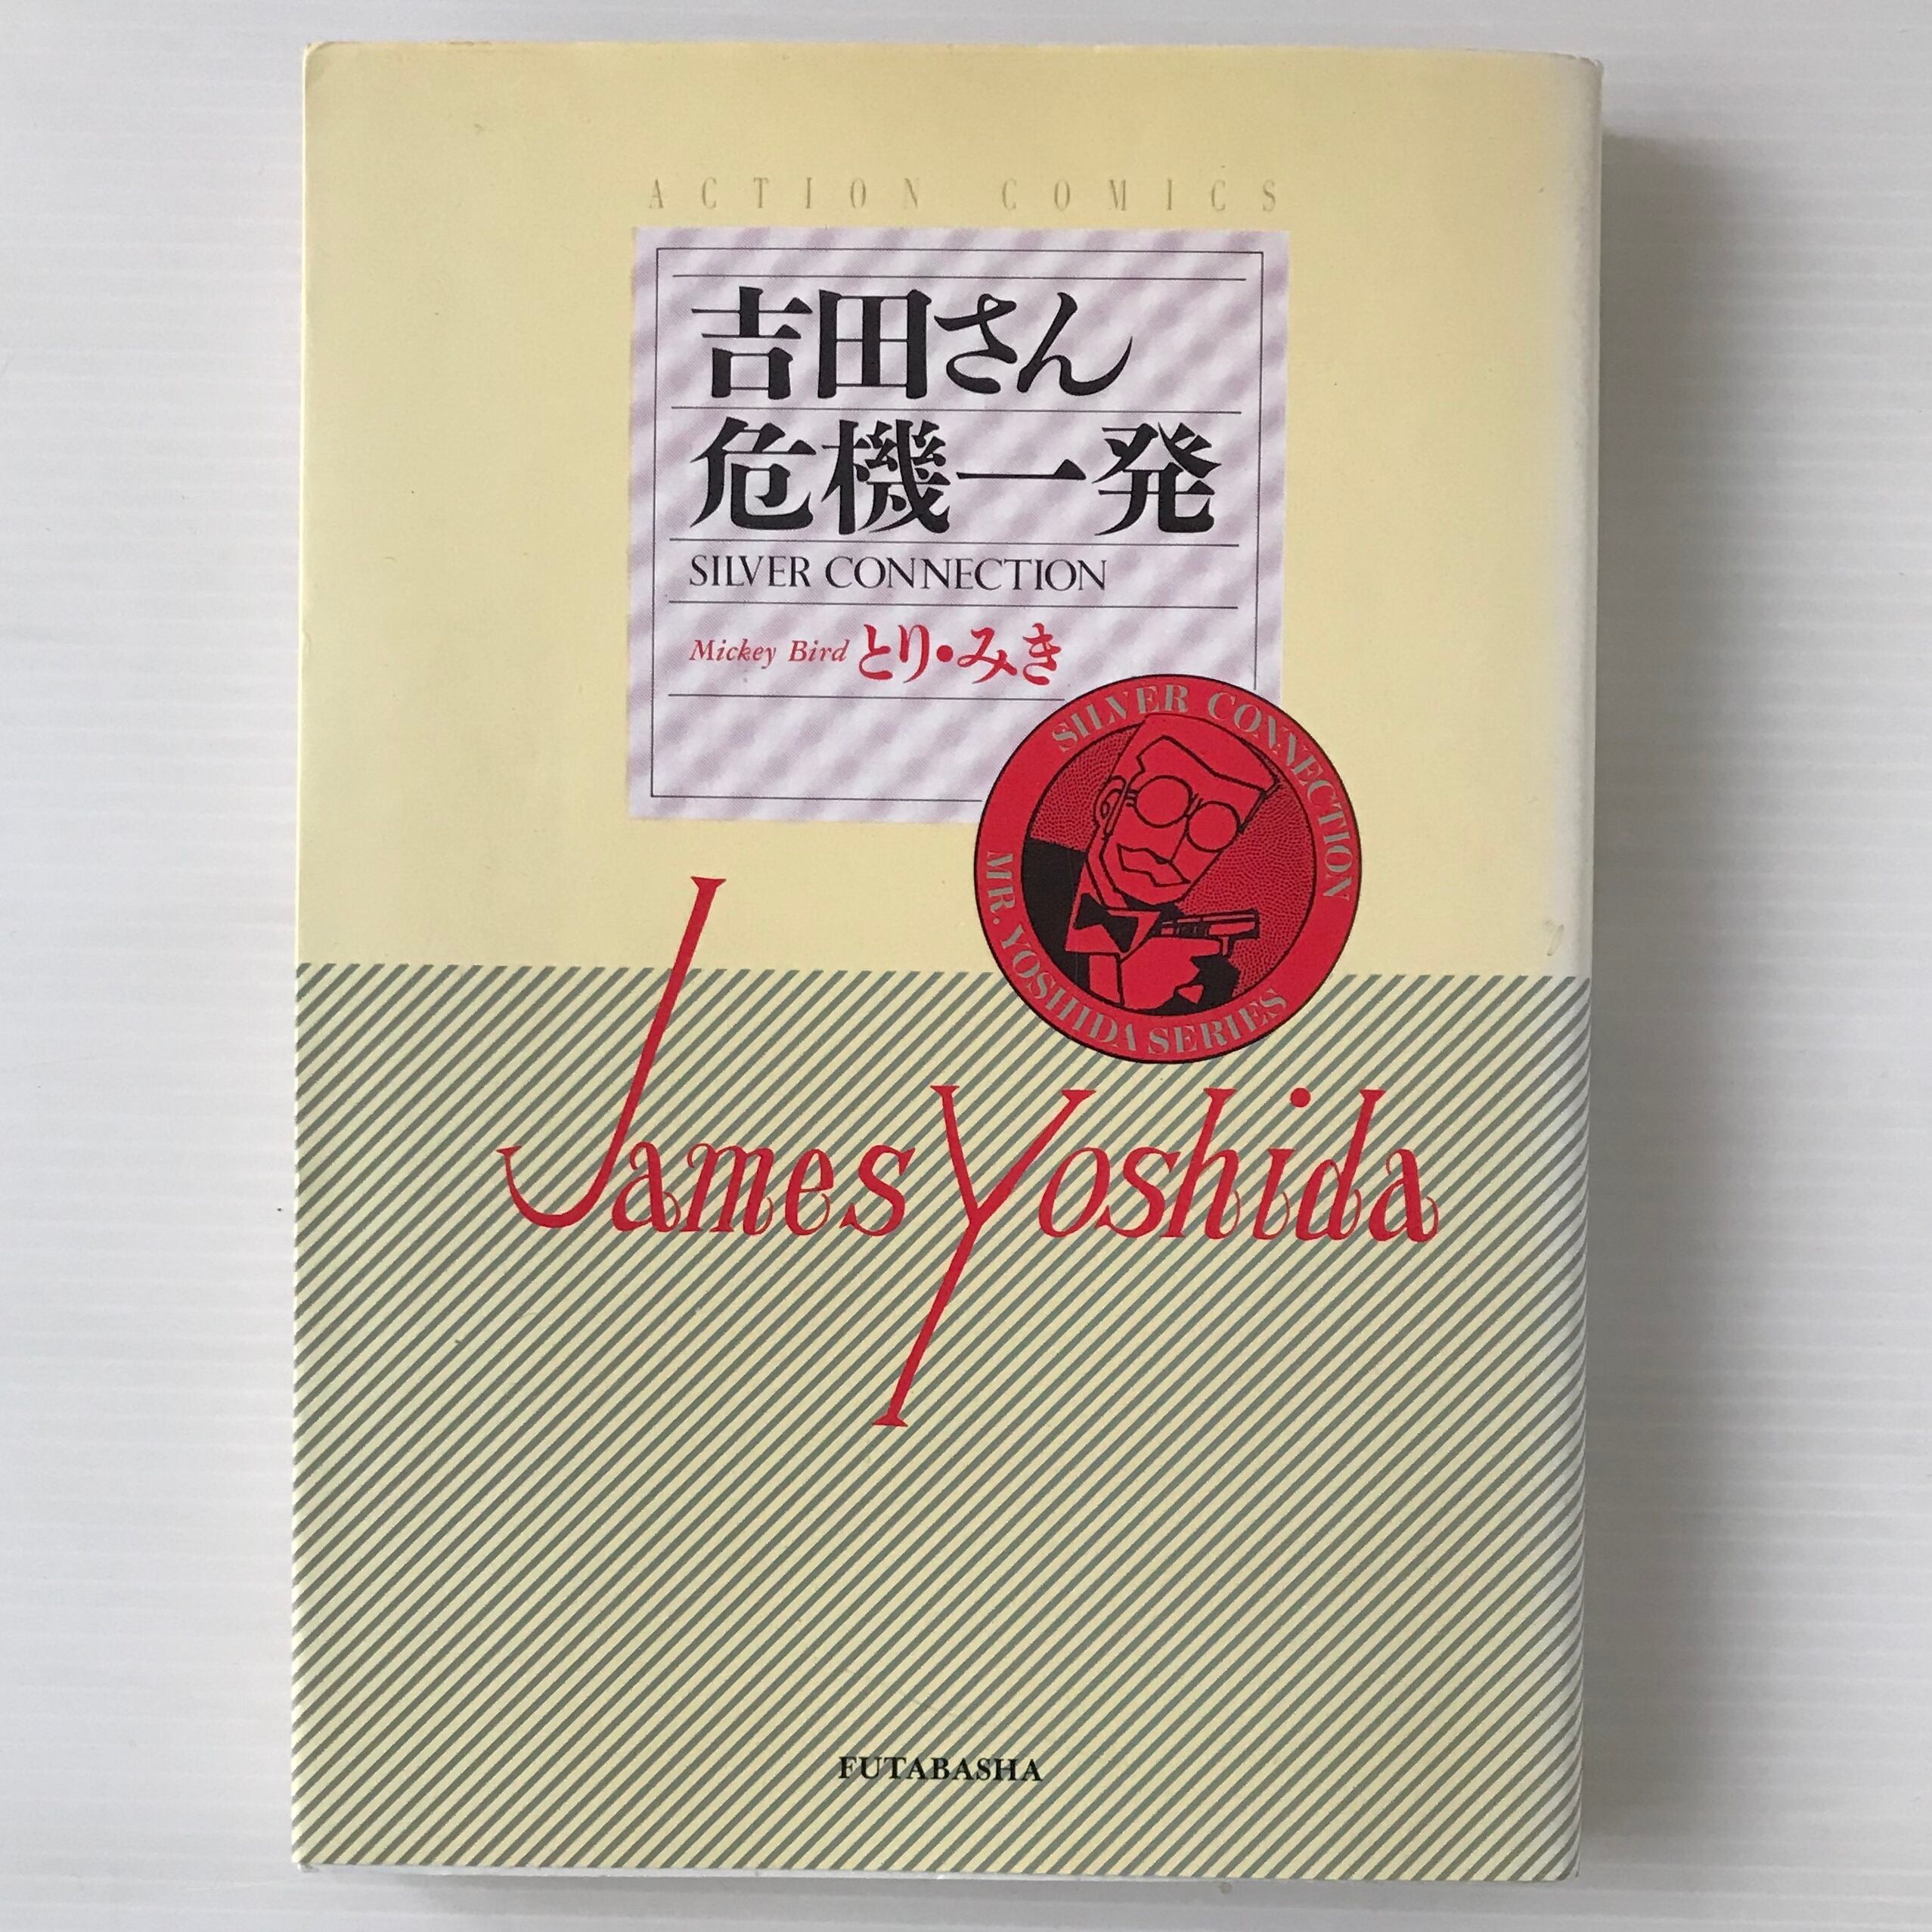 ACTION COMICS
吉田さん
危機一発
SILVER CONNECTION
Mickey Bird とり・みき
SILVER CONNECTION
MR. YOSHIDA SERIES
James Yoshida
FUTABASHA